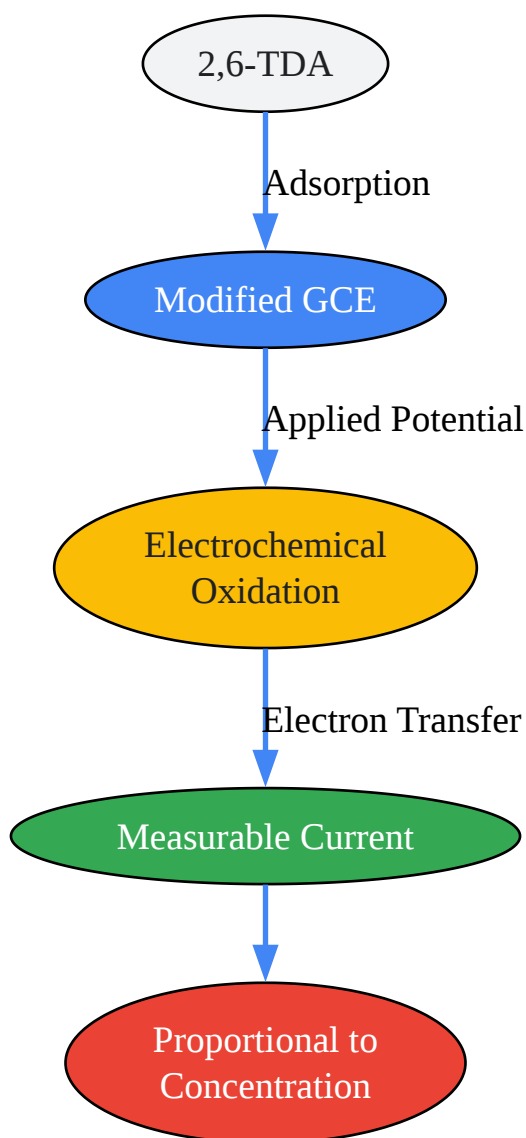 2,6-TDA
Adsorption
Modified GCE
Applied Potential
Electrochemical
Oxidation
Electron Transfer
Measurable Current
Proportional to
Concentration